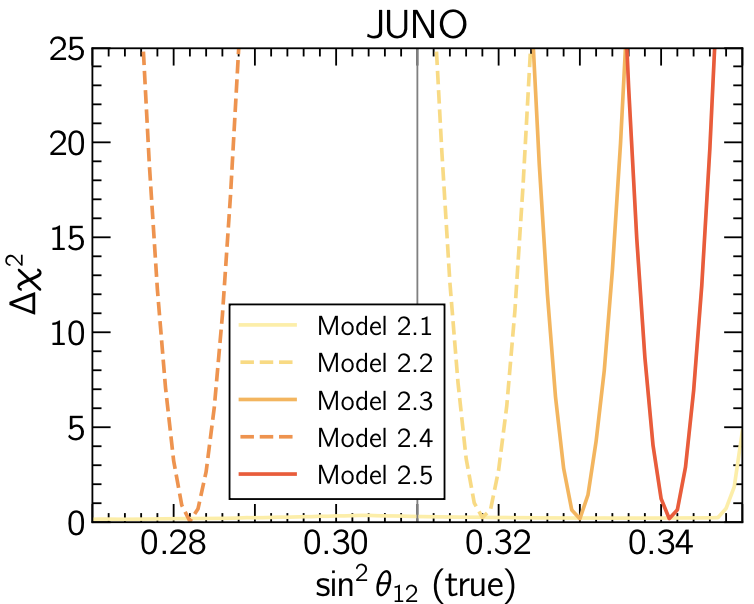 JUNO
25
20
15
10
5
0
Δχ²
Model 2.1
Model 2.2
Model 2.3
Model 2.4
Model 2.5
0.28 0.30 0.32 0.34
sin² θ₁₂ (true)